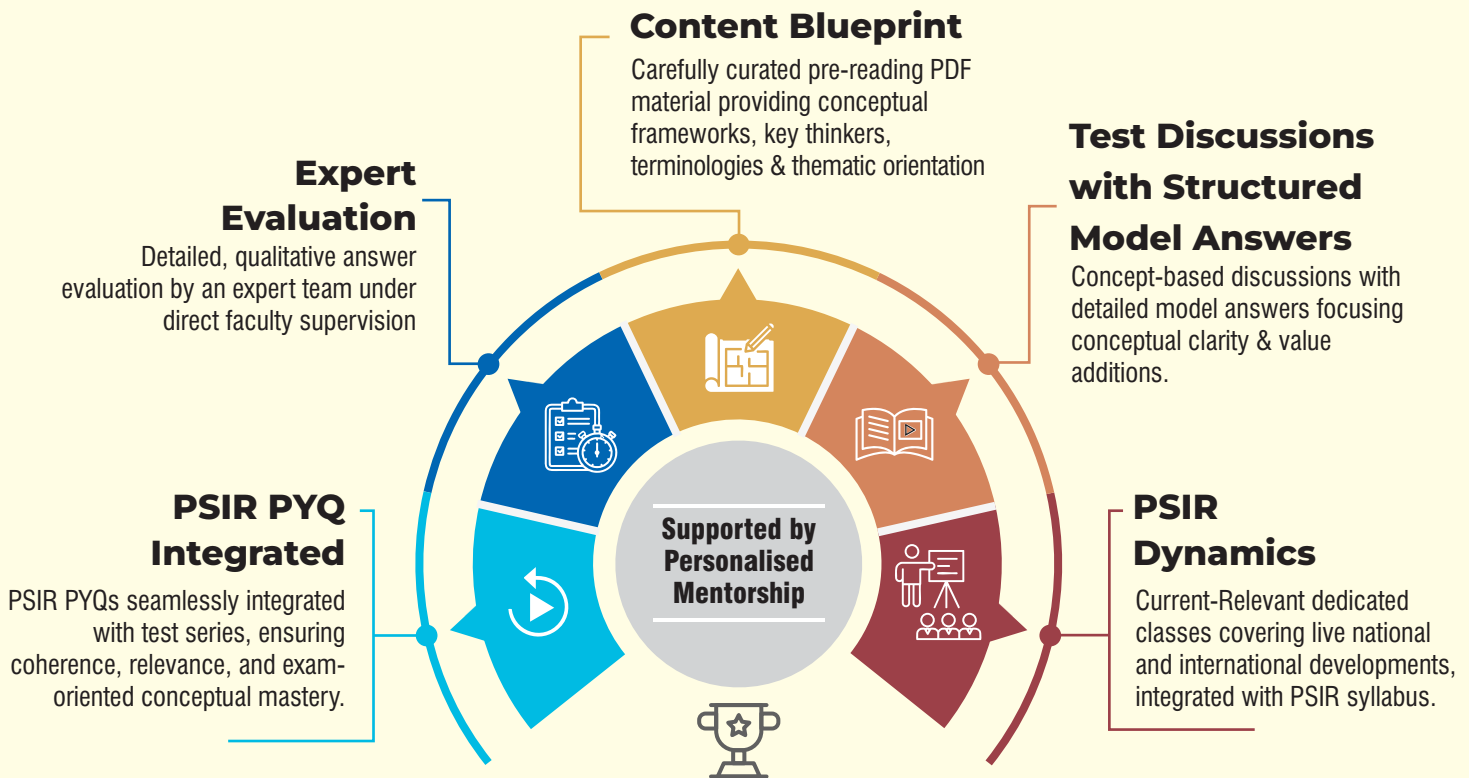 Content Blueprint
Carefully curated pre-reading PDF
material providing conceptual
frameworks, key thinkers,
terminologies & thematic orientation
Expert
Evaluation
Detailed, qualitative answer
evaluation by an expert team under
direct faculty supervision
Test Discussions
with Structured
Model Answers
Concept-based discussions with
detailed model answers focusing
conceptual clarity & value
additions.
PSIR PYQ
Integrated
PSIR PYQs seamlessly integrated
with test series, ensuring
coherence, relevance, and exam-
oriented conceptual mastery.
Supported by
Personalised
Mentorship
PSIR
Dynamics
Current-Relevant dedicated
classes covering live national
and international developments,
integrated with PSIR syllabus.